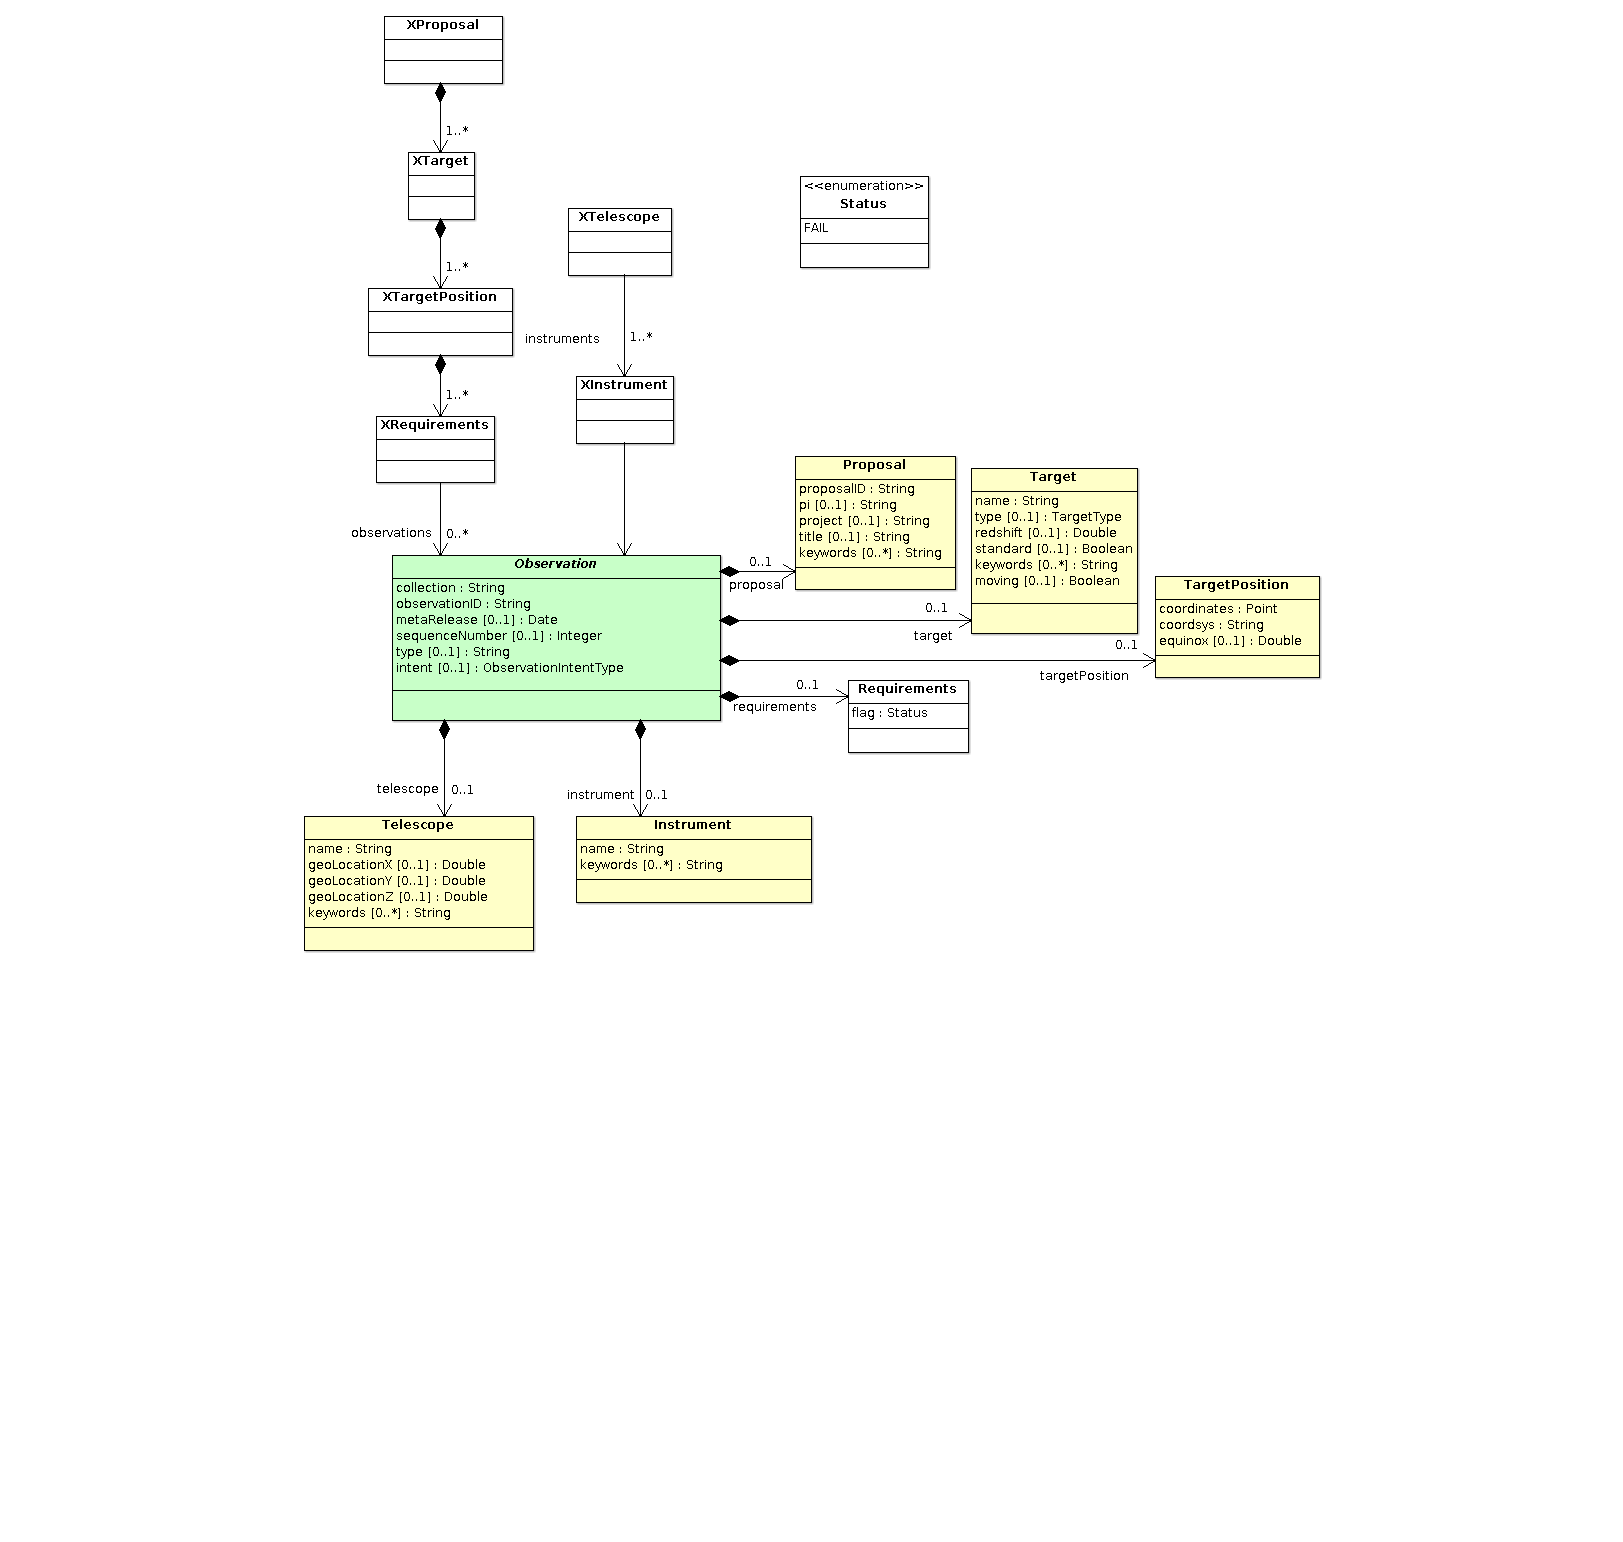 XProposal
1..*
XTarget
1..*
XTargetPosition
1..*
XRequirements
observations
0..*
XTelescope
instruments
1..*
XInstrument
<<enumeration>>
Status
FAIL
Observation
collection : String
observationID : String
metaRelease [0..1] : Date
sequenceNumber [0..1] : Integer
type [0..1] : String
intent [0..1] : ObservationIntentType
0..1
proposal
Proposal
proposalID : String
pi [0..1] : String
project [0..1] : String
title [0..1] : String
keywords [0..*] : String
0..1
target
Target
name : String
type [0..1] : TargetType
redshift [0..1] : Double
standard [0..1] : Boolean
keywords [0..*] : String
moving [0..1] : Boolean
0..1
targetPosition
TargetPosition
coordinates : Point
coordsys : String
equinox [0..1] : Double
0..1
requirements
Requirements
flag : Status
telescope
0..1
Telescope
name : String
geoLocationX [0..1] : Double
geoLocationY [0..1] : Double
geoLocationZ [0..1] : Double
keywords [0..*] : String
instrument
0..1
Instrument
name : String
keywords [0..*] : String